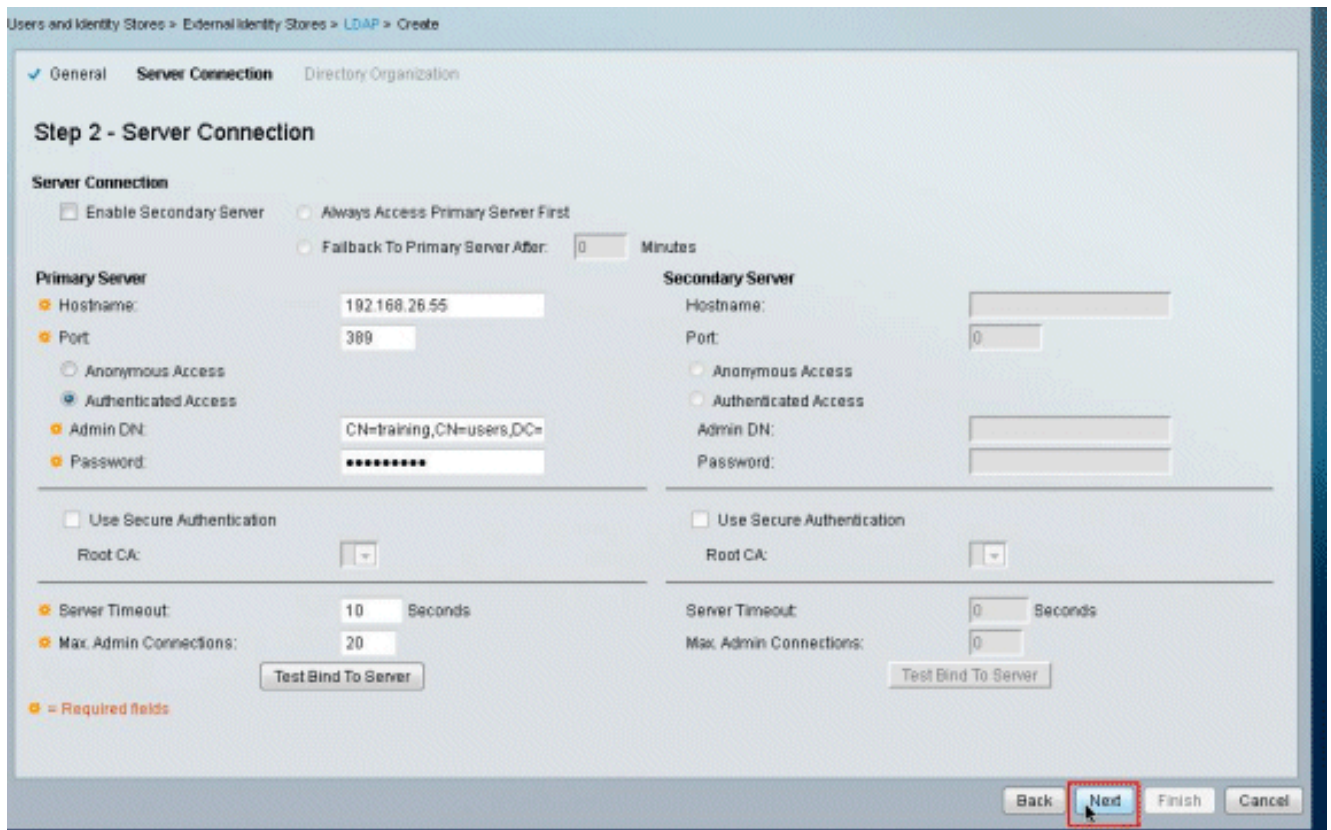 Users and Identity Stores > External Identity Stores > LDAP > Create
General Server Connection Directory Organization
Step 2 - Server Connection
Server Connection
Enable Secondary Server Always Access Primary Server First
Failback To Primary Server After: 0 Minutes
Primary Server Secondary Server
Hostname: 192.168.26.55 Hostname:
Port: 389 Port: 0
Anonymous Access Anonymous Access
Authenticated Access Authenticated Access
Admin DN: CN=training,CN=users,DC= Admin DN:
Password: ●●●●●●●●● Password:
Use Secure Authentication Use Secure Authentication
Root CA: Root CA:
Server Timeout: 10 Seconds Server Timeout: 0 Seconds
Max. Admin Connections: 20 Max. Admin Connections: 0
Test Bind To Server Test Bind To Server
= Required fields
Back Next Finish Cancel